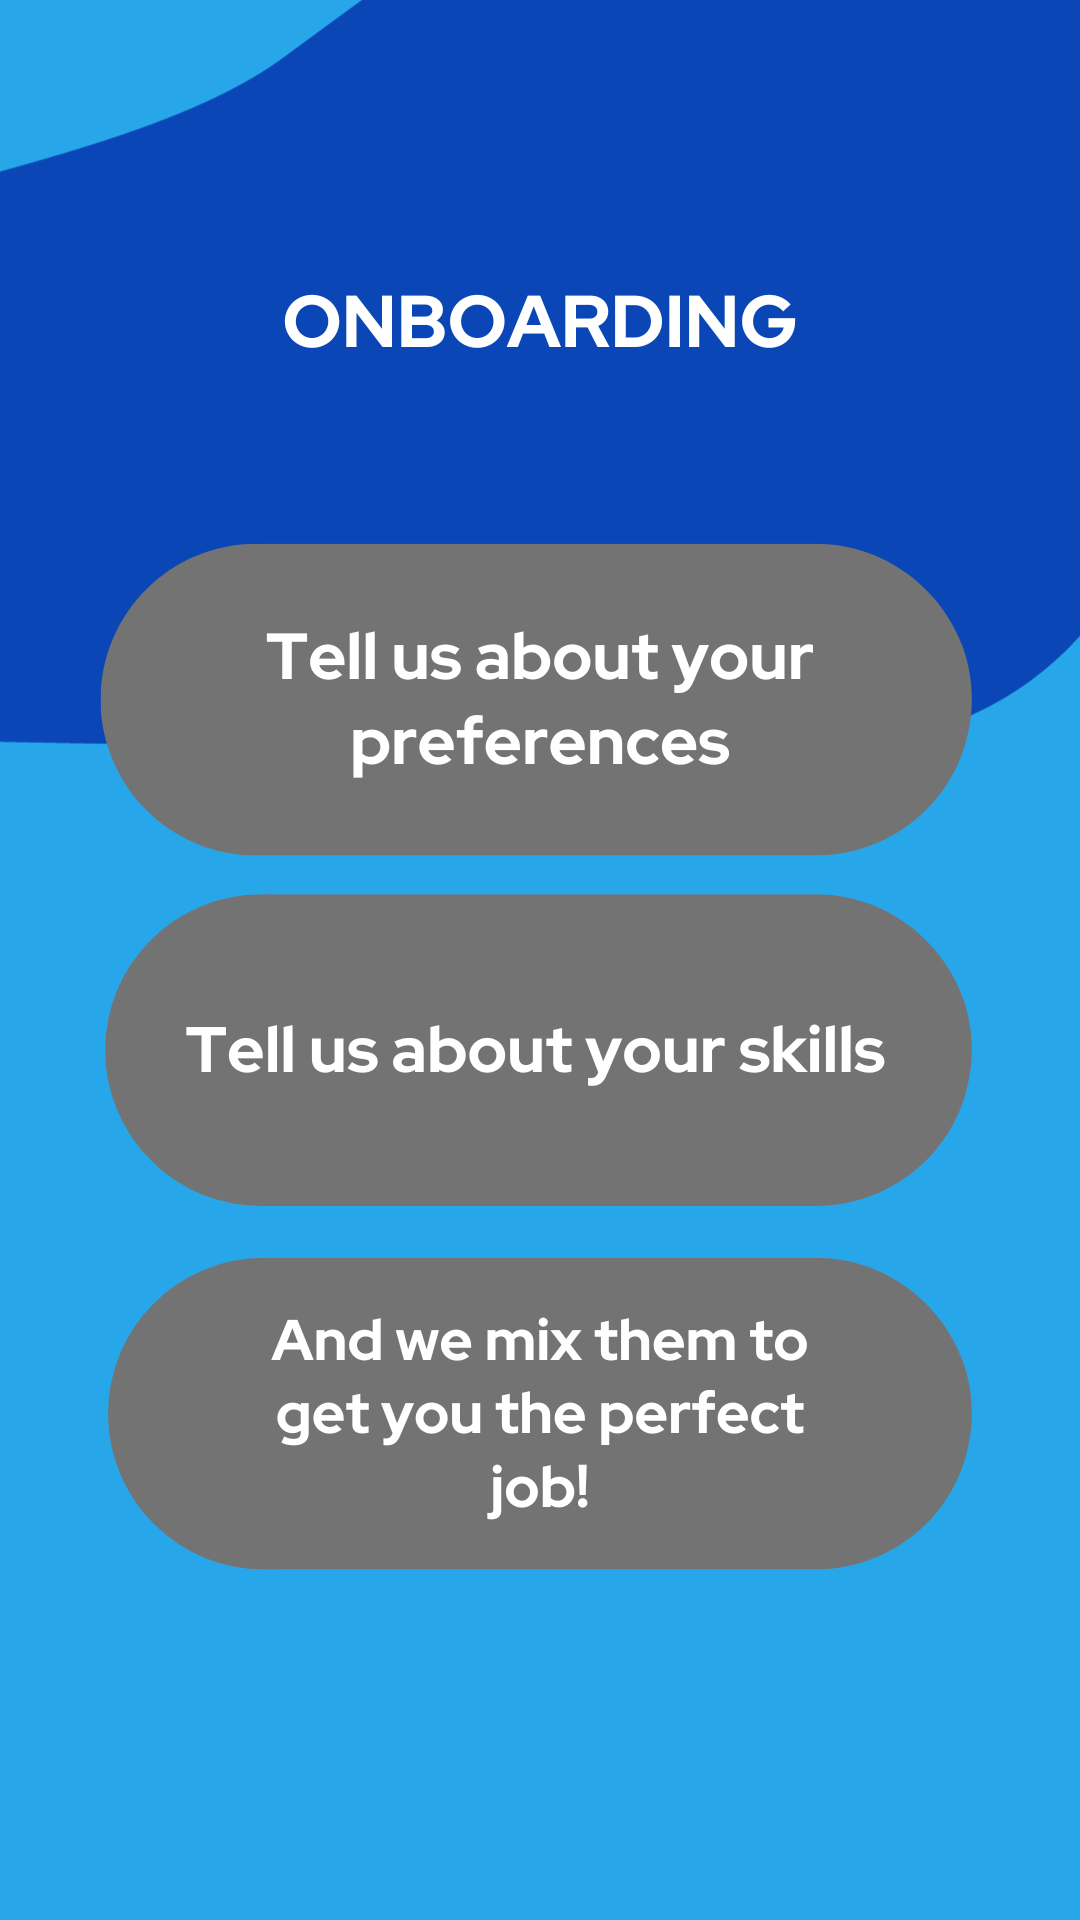 ONBOARDING
Tell us about your
preferences
Tell us about your skills
And we mix them to
get you the perfect
job!